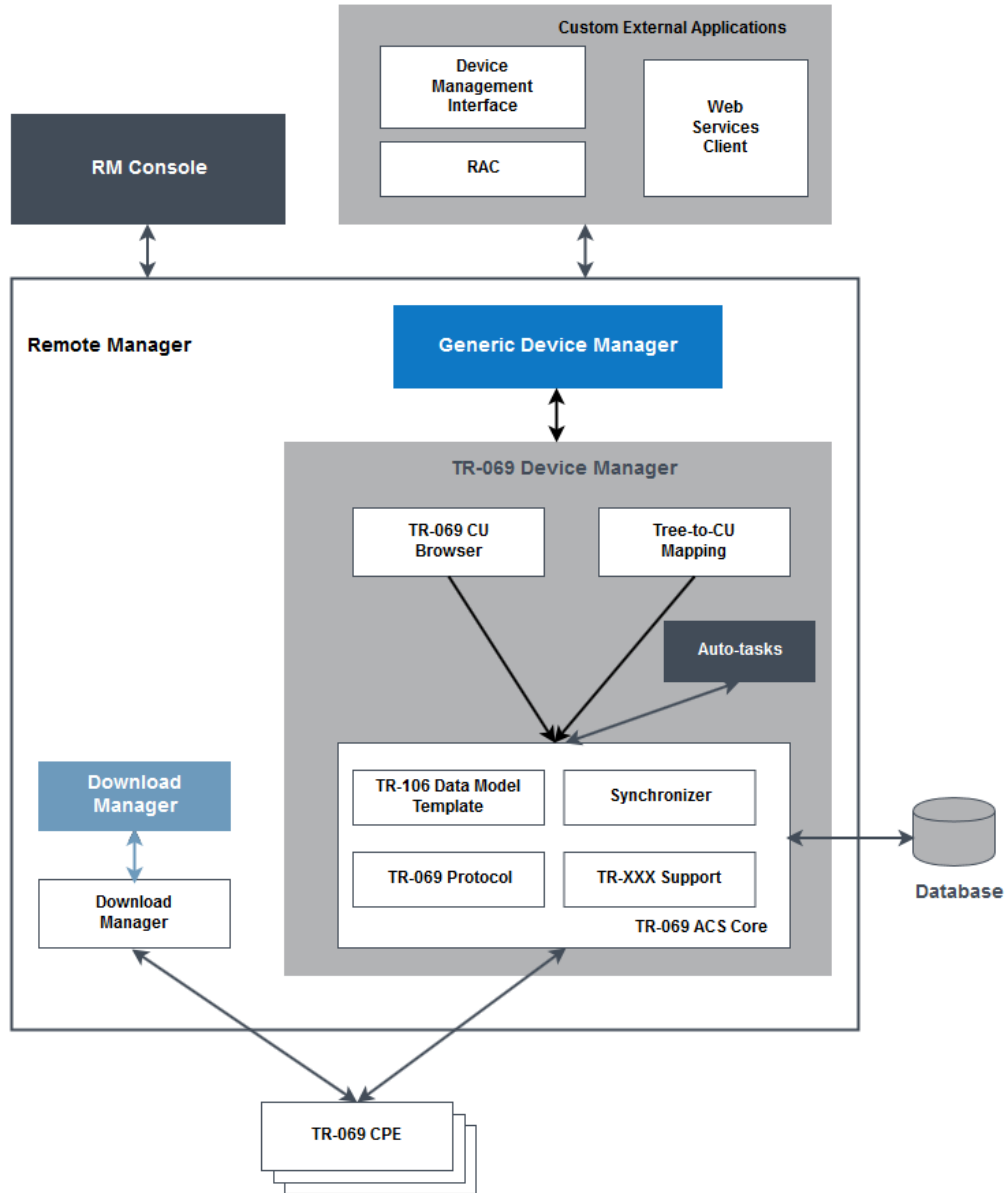 Custom External Applications
Device
Management
Interface
RAC
Web
Services
Client
RM Console
Remote Manager
Generic Device Manager
TR-069 Device Manager
TR-069 CU
Browser
Tree-to-CU
Mapping
Auto-tasks
TR-106 Data Model
Template
Synchronizer
TR-069 Protocol
TR-XXX Support
TR-069 ACS Core
Download
Manager
Download
Manager
Database
TR-069 CPE